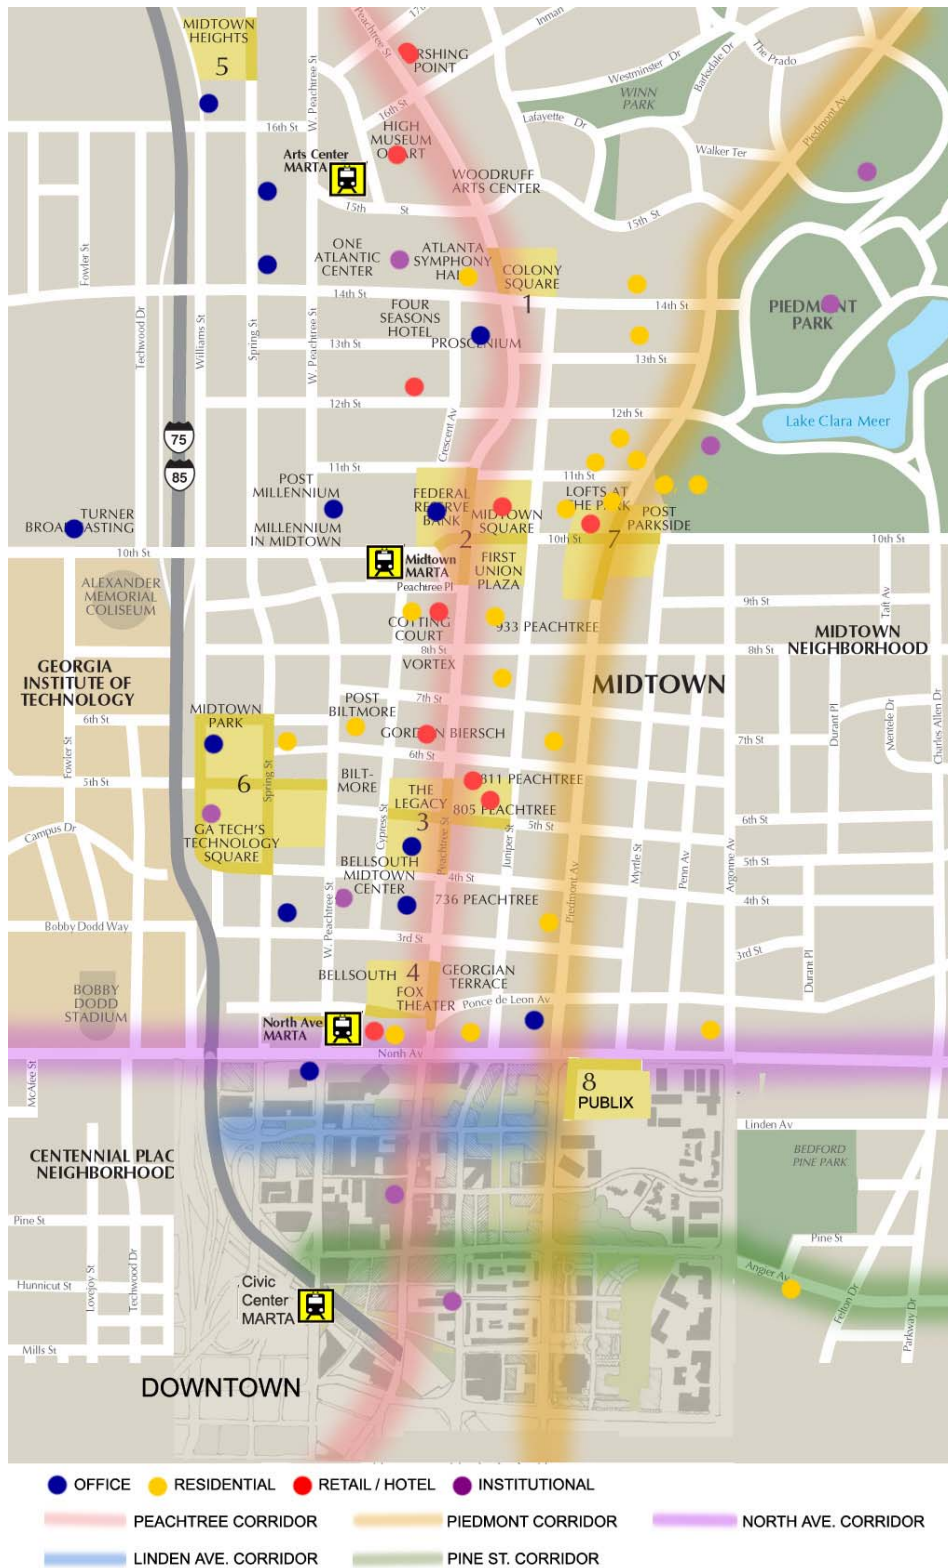 MIDTOWN
HEIGHTS
5
Peachtree St
17th
Inman
RSHING
POINT
W. Peachtree St
16th St
Westminster Dr
Barksdale Dr
The Prado
WINN
PARK
Piedmont Av
Lafayette Dr
16th St
HIGH
MUSEUM
OF ART
Arts Center
MARTA
WOODRUFF
ARTS CENTER
Walker Ter
15th St
15th St
Fowler St
ONE
ATLANTIC
CENTER
ATLANTA
SYMPHONY
HAL
COLONY
SQUARE
1
14th St
14th St
PIEDMONT
PARK
Techwood Dr
Williams St
Spring St
W. Peachtree St
FOUR
SEASONS
HOTEL
PROSCENIUM
13th St
13th St
12th St
12th St
Lake Clara Meer
75
85
Crescent Av
11th St
11th St
POST
MILLENNIUM
MILLENNIUM
IN MIDTOWN
FEDERAL
RESERVE
BANK
2
MIDTOWN
SQUARE
LOFTS AT
THE PARK
POST
PARKSIDE
TURNER
BROADCASTING
10th St
10th St
10th St
7
Midtown
MARTA
Peachtree Pl
FIRST
UNION
PLAZA
ALEXANDER
MEMORIAL
COLISEUM
9th St
Taft Av
COTTING
COURT
933 PEACHTREE
MIDTOWN
NEIGHBORHOOD
8th St
8th St
GEORGIA
INSTITUTE OF
TECHNOLOGY
VORTEX
MIDTOWN
7th St
MIDTOWN
PARK
POST
BILTMORE
GORDON BIERSCH
6th St
6th St
7th St
Durant Pl
Mentele Dr
Charles Allen Dr
Fowler St
5th St
6
Spring St
BILT-
MORE
THE
LEGACY
3
811 PEACHTREE
805 PEACHTREE
GA TECH'S
TECHNOLOGY
SQUARE
Cypress St
Peachtree St
Juniper St
5th St
6th St
Campus Dr
Myrtle St
Penn Av
Argonne Av
5th St
BELLSOUTH
MIDTOWN
CENTER
4th St
736 PEACHTREE
4th St
Piedmont Av
Bobby Dodd Way
W. Peachtree St
3rd St
3rd St
Durant Pl
BOBBY
DODD
STADIUM
BELLSOUTH
4
FOX
THEATER
GEORGIAN
TERRACE
Ponce de Leon Av
North Ave
MARTA
North Av
McAfee St
8
PUBLIX
Linden Av
CENTENNIAL PLAC
NEIGHBORHOOD
BEDFORD
PINE PARK
Pine St
Pine St
Lovejoy St
Techwood Dr
Hunnicut St
Civic
Center
MARTA
Angier Av
Felton Dr
Parkway Dr
Mills St
DOWNTOWN
OFFICE
RESIDENTIAL
RETAIL / HOTEL
INSTITUTIONAL
PEACHTREE CORRIDOR
PIEDMONT CORRIDOR
NORTH AVE. CORRIDOR
LINDEN AVE. CORRIDOR
PINE ST. CORRIDOR